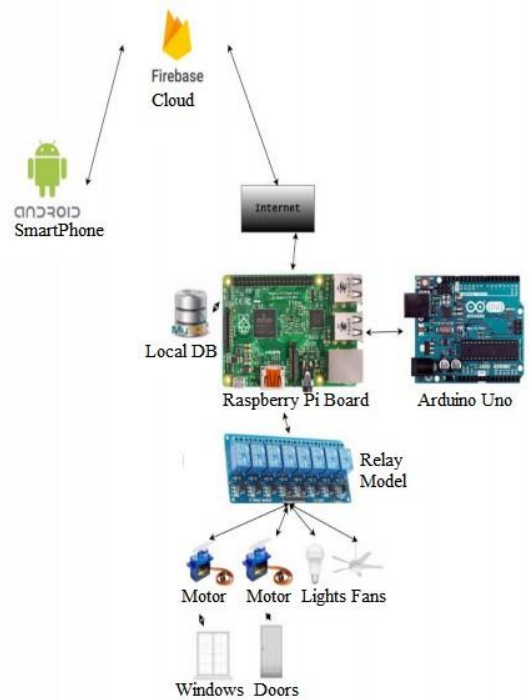 Firebase
Cloud
ANDROID
SmartPhone
Internet
Local DB
Raspberry Pi Board
Arduino Uno
Relay
Model
Motor Motor Lights Fans
Windows Doors